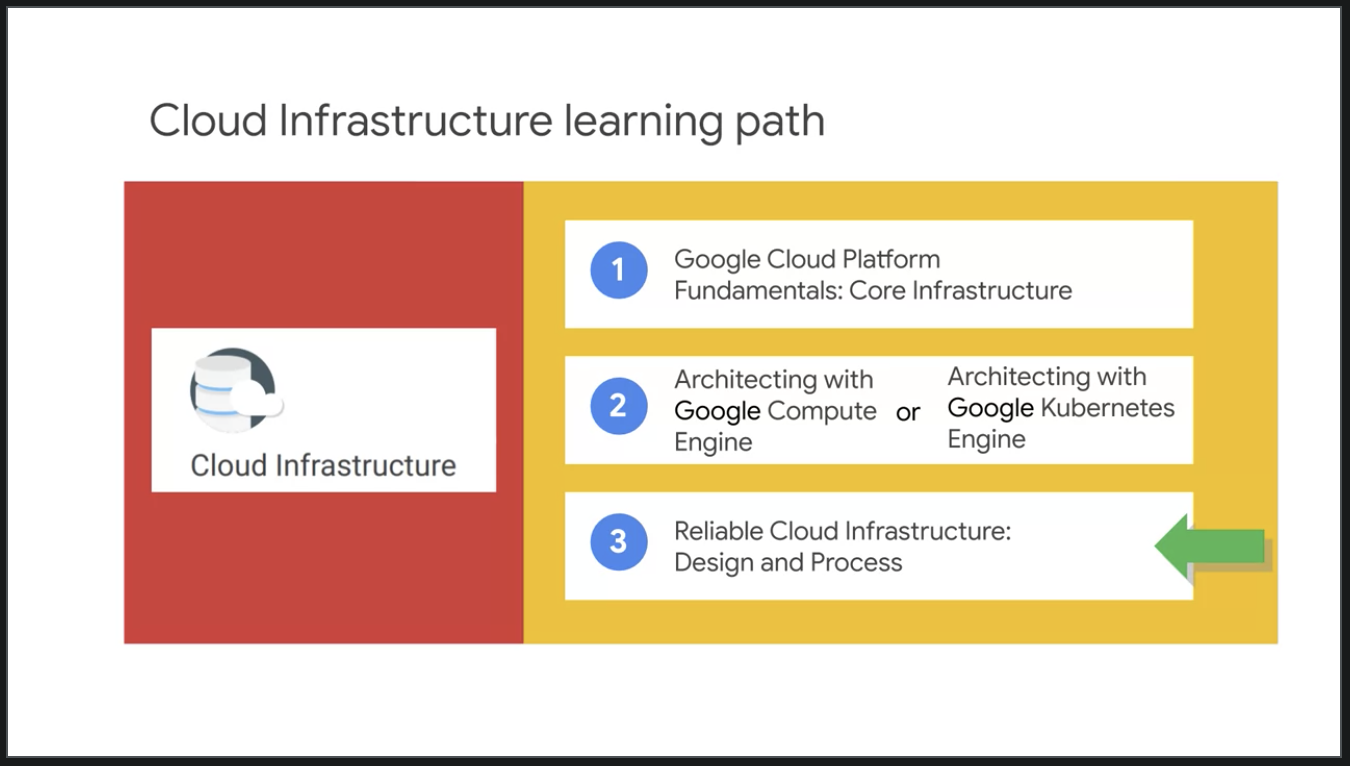 Cloud Infrastructure learning path
Cloud Infrastructure
1
Google Cloud Platform
Fundamentals: Core Infrastructure
2
Architecting with
Google Compute
Engine
or
Architecting with
Google Kubernetes
Engine
3
Reliable Cloud Infrastructure:
Design and Process